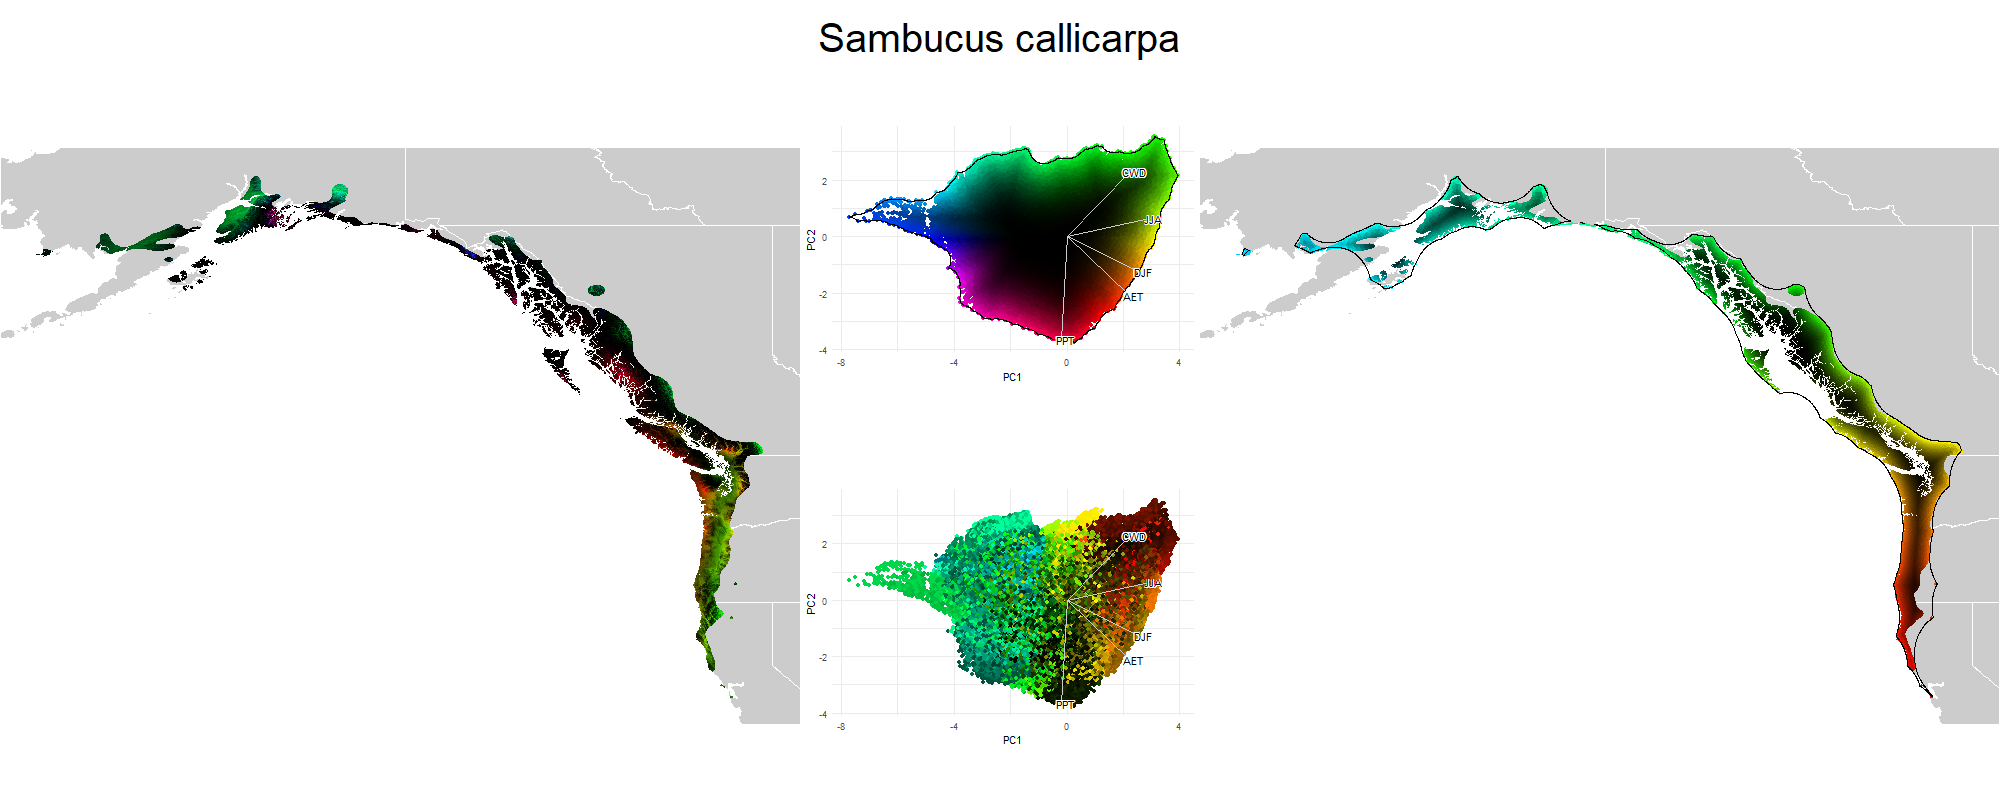 Sambucus callicarpa
PC2
2
0
-2
-4
CWD
JJA
DJF
AET
PPT
-8
-4
0
4
PC1
PC2
2
0
-2
-4
CWD
JJA
DJF
AET
PPT
-8
-4
0
4
PC1